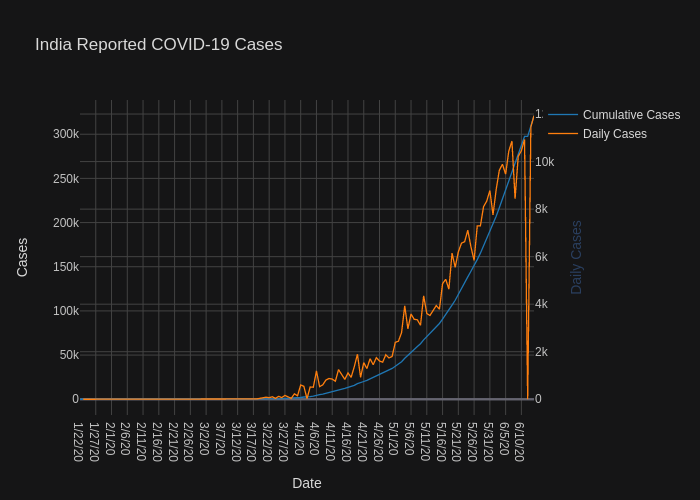 India Reported COVID-19 Cases
Cumulative Cases
Daily Cases
300k
250k
200k
150k
100k
50k
0
Cases
10k
8k
6k
4k
2k
0
Daily Cases
1/22/20
1/27/20
2/1/20
2/6/20
2/11/20
2/16/20
2/21/20
2/26/20
3/2/20
3/7/20
3/12/20
3/17/20
3/22/20
3/27/20
4/1/20
4/6/20
4/11/20
4/16/20
4/21/20
4/26/20
5/1/20
5/6/20
5/11/20
5/16/20
5/21/20
5/26/20
5/31/20
6/5/20
6/10/20
Date